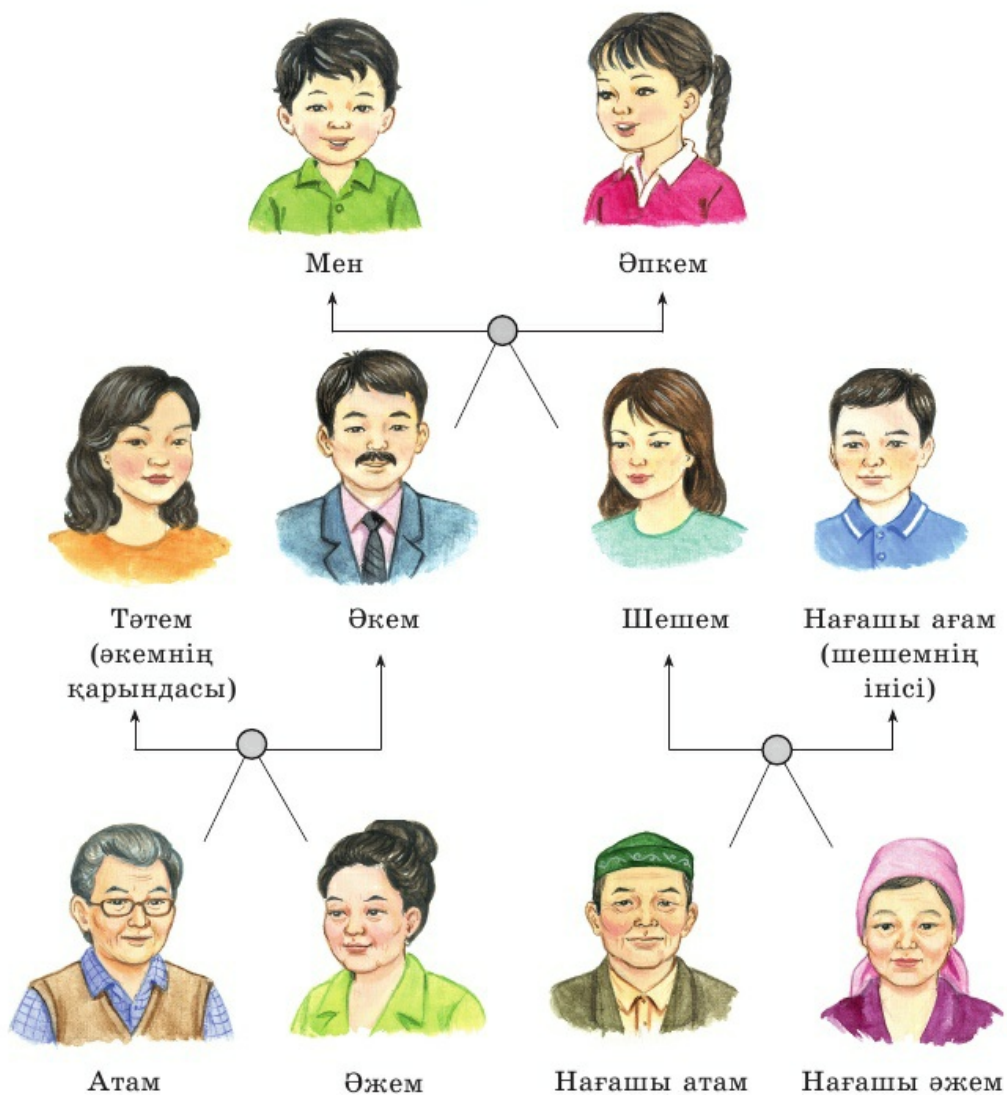 Мен
Әпкем
Тәтем
(әкемнің
қарындасы)
Әкем
Шешем
Нағашы ағам
(шешемнің
інісі)
Атам
Әжем
Нағашы атам
Нағашы әжем